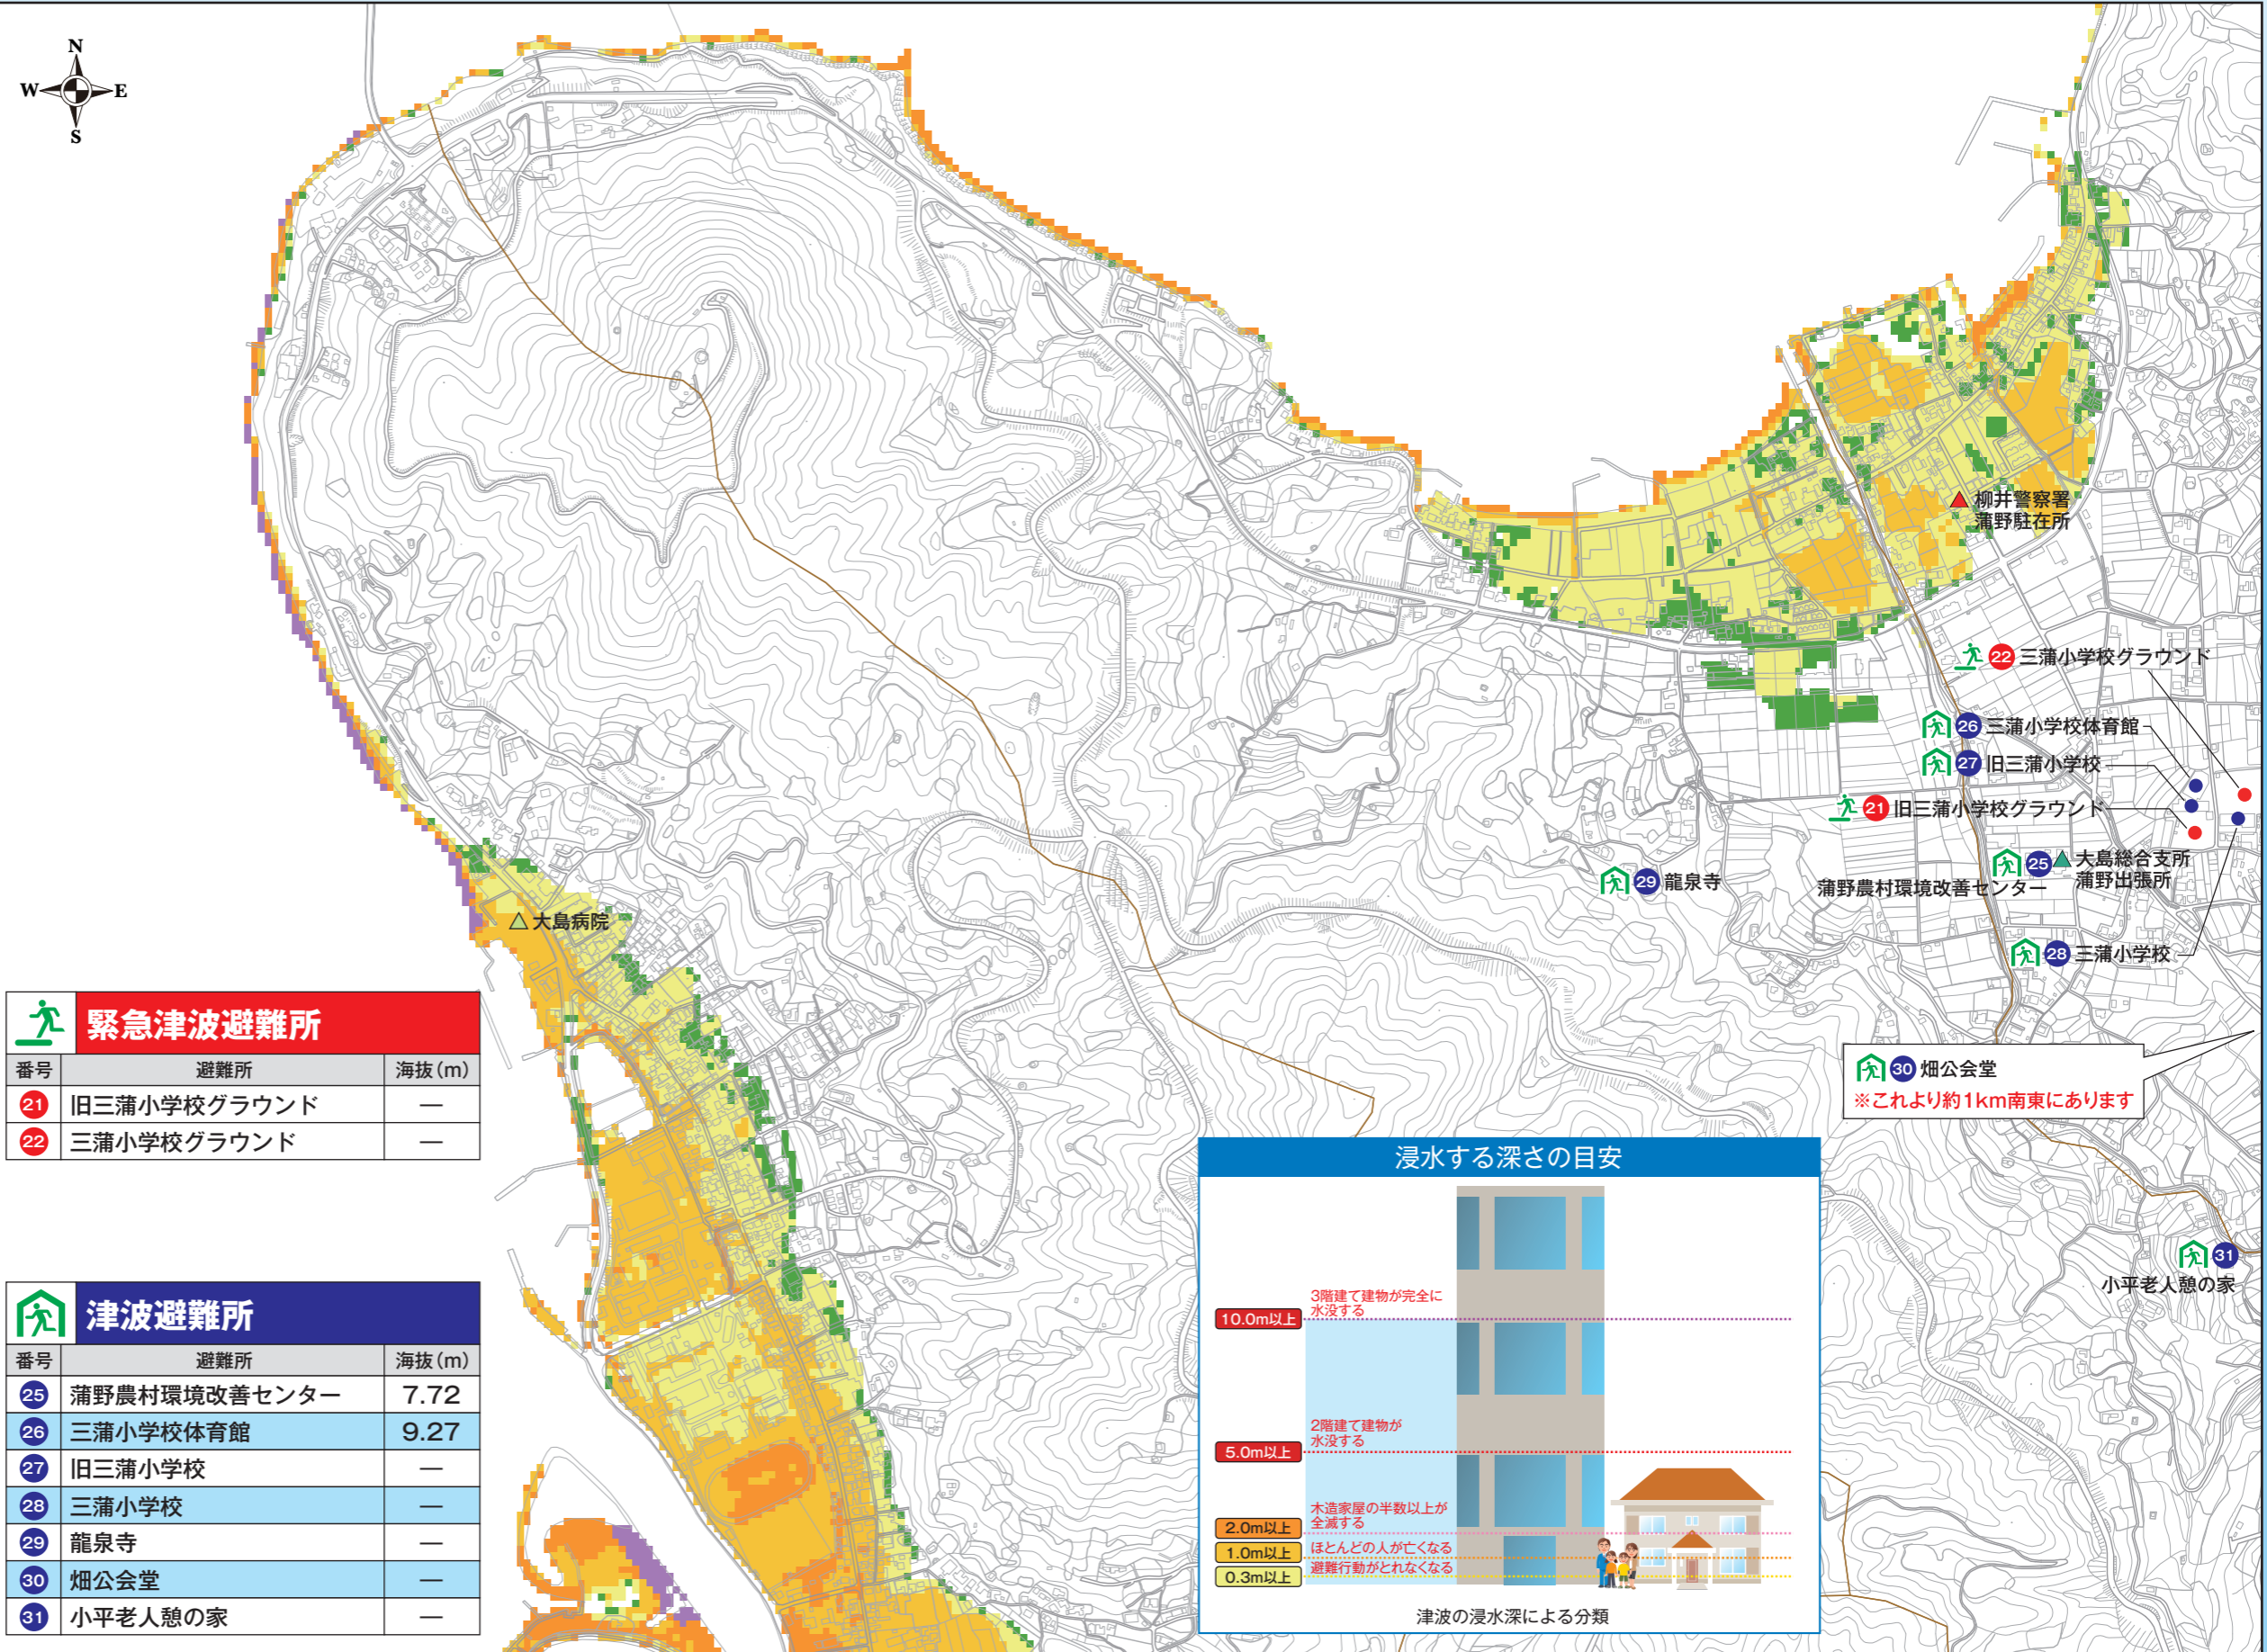 N
W E
S
柳井警察署
蒲野駐在所
22 三蒲小学校グラウンド
26 三蒲小学校体育館
27 旧三蒲小学校
21 旧三蒲小学校グラウンド
25 大島総合支所
蒲野出張所
蒲野農村環境改善センター
29 龍泉寺
28 三蒲小学校
大島病院
30 畑公会堂
※これより約1km南東にあります
31
小平老人憩の家
緊急津波避難所
番号 避難所 海抜(m)
21 旧三蒲小学校グラウンド —
22 三蒲小学校グラウンド —
津波避難所
番号 避難所 海抜(m)
25 蒲野農村環境改善センター 7.72
26 三蒲小学校体育館 9.27
27 旧三蒲小学校 —
28 三蒲小学校 —
29 龍泉寺 —
30 畑公会堂 —
31 小平老人憩の家 —
浸水する深さの目安
3階建て建物が完全に
水没する
10.0m以上
2階建て建物が
水没する
5.0m以上
木造家屋の半数以上が
全滅する
2.0m以上
ほとんどの人が亡くなる
1.0m以上
避難行動がとれなくなる
0.3m以上
津波の浸水深による分類